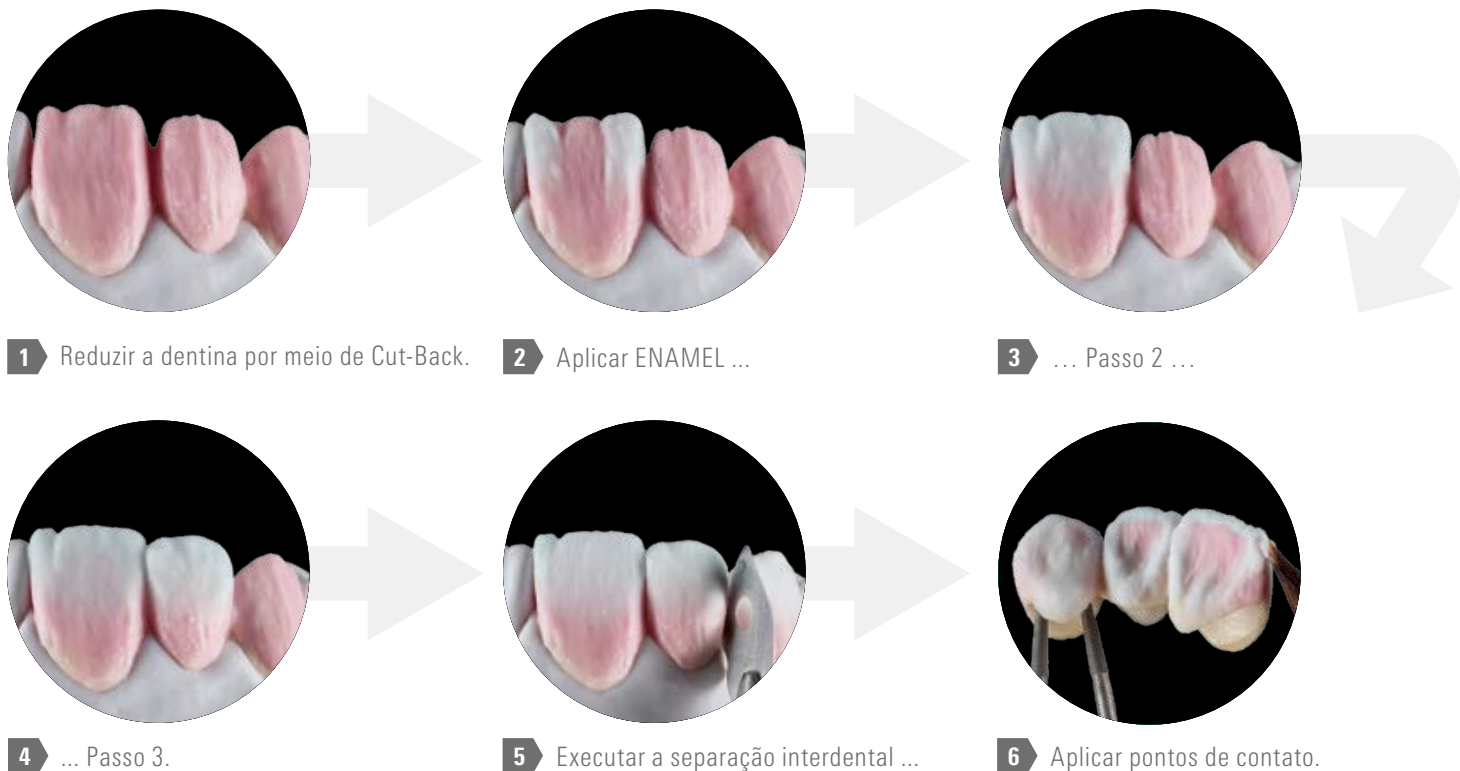 1 Reduzir a dentina por meio de Cut-Back.
2 Aplicar ENAMEL ...
3 ... Passo 2 ...
4 ... Passo 3.
5 Executar a separação interdental ...
6 Aplicar pontos de contato.